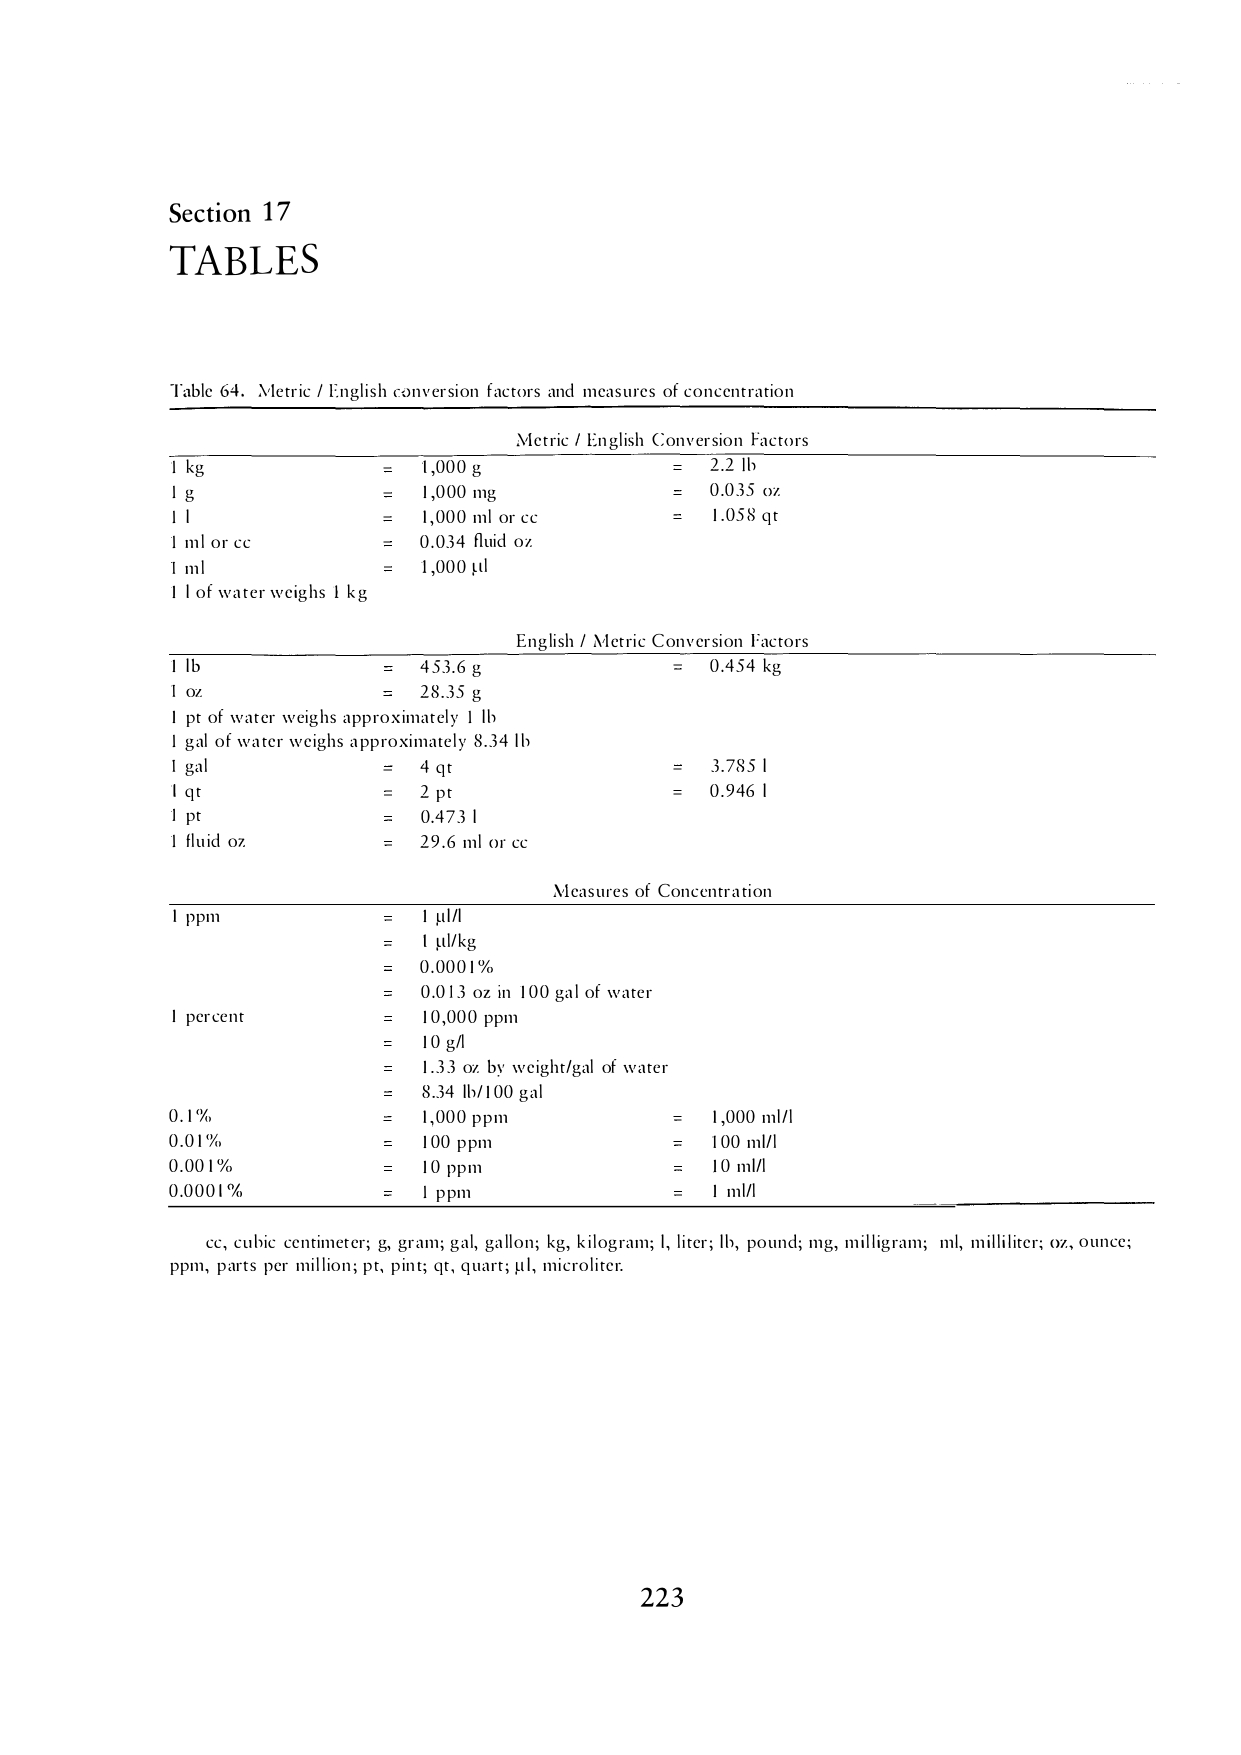 Section 17
TABLES
Table 64. Metric / English conversion factors and measures of concentration
Metric / English Conversion Factors
1 kg = 1,000 g = 2.2 lb
1 g = 1,000 mg = 0.035 oz
1 l = 1,000 ml or cc = 1.058 qt
1 ml or cc = 0.034 fluid oz
1 ml = 1,000 µl
1 l of water weighs 1 kg
English / Metric Conversion Factors
1 lb = 453.6 g = 0.454 kg
1 oz = 28.35 g
1 pt of water weighs approximately 1 lb
1 gal of water weighs approximately 8.34 lb
1 gal = 4 qt = 3.785 l
1 qt = 2 pt = 0.946 l
1 pt = 0.473 l
1 fluid oz = 29.6 ml or cc
Measures of Concentration
1 ppm = 1 µl/l
= 1 µl/kg
= 0.0001%
= 0.013 oz in 100 gal of water
1 percent = 10,000 ppm
= 10 g/l
= 1.33 oz by weight/gal of water
= 8.34 lb/100 gal
0.1% = 1,000 ppm = 1,000 ml/l
0.01% = 100 ppm = 100 ml/l
0.001% = 10 ppm = 10 ml/l
0.0001% = 1 ppm = 1 ml/l
cc, cubic centimeter; g, gram; gal, gallon; kg, kilogram; l, liter; lb, pound; mg, milligram; ml, milliliter; oz, ounce;
ppm, parts per million; pt, pint; qt, quart; µl, microliter.
223